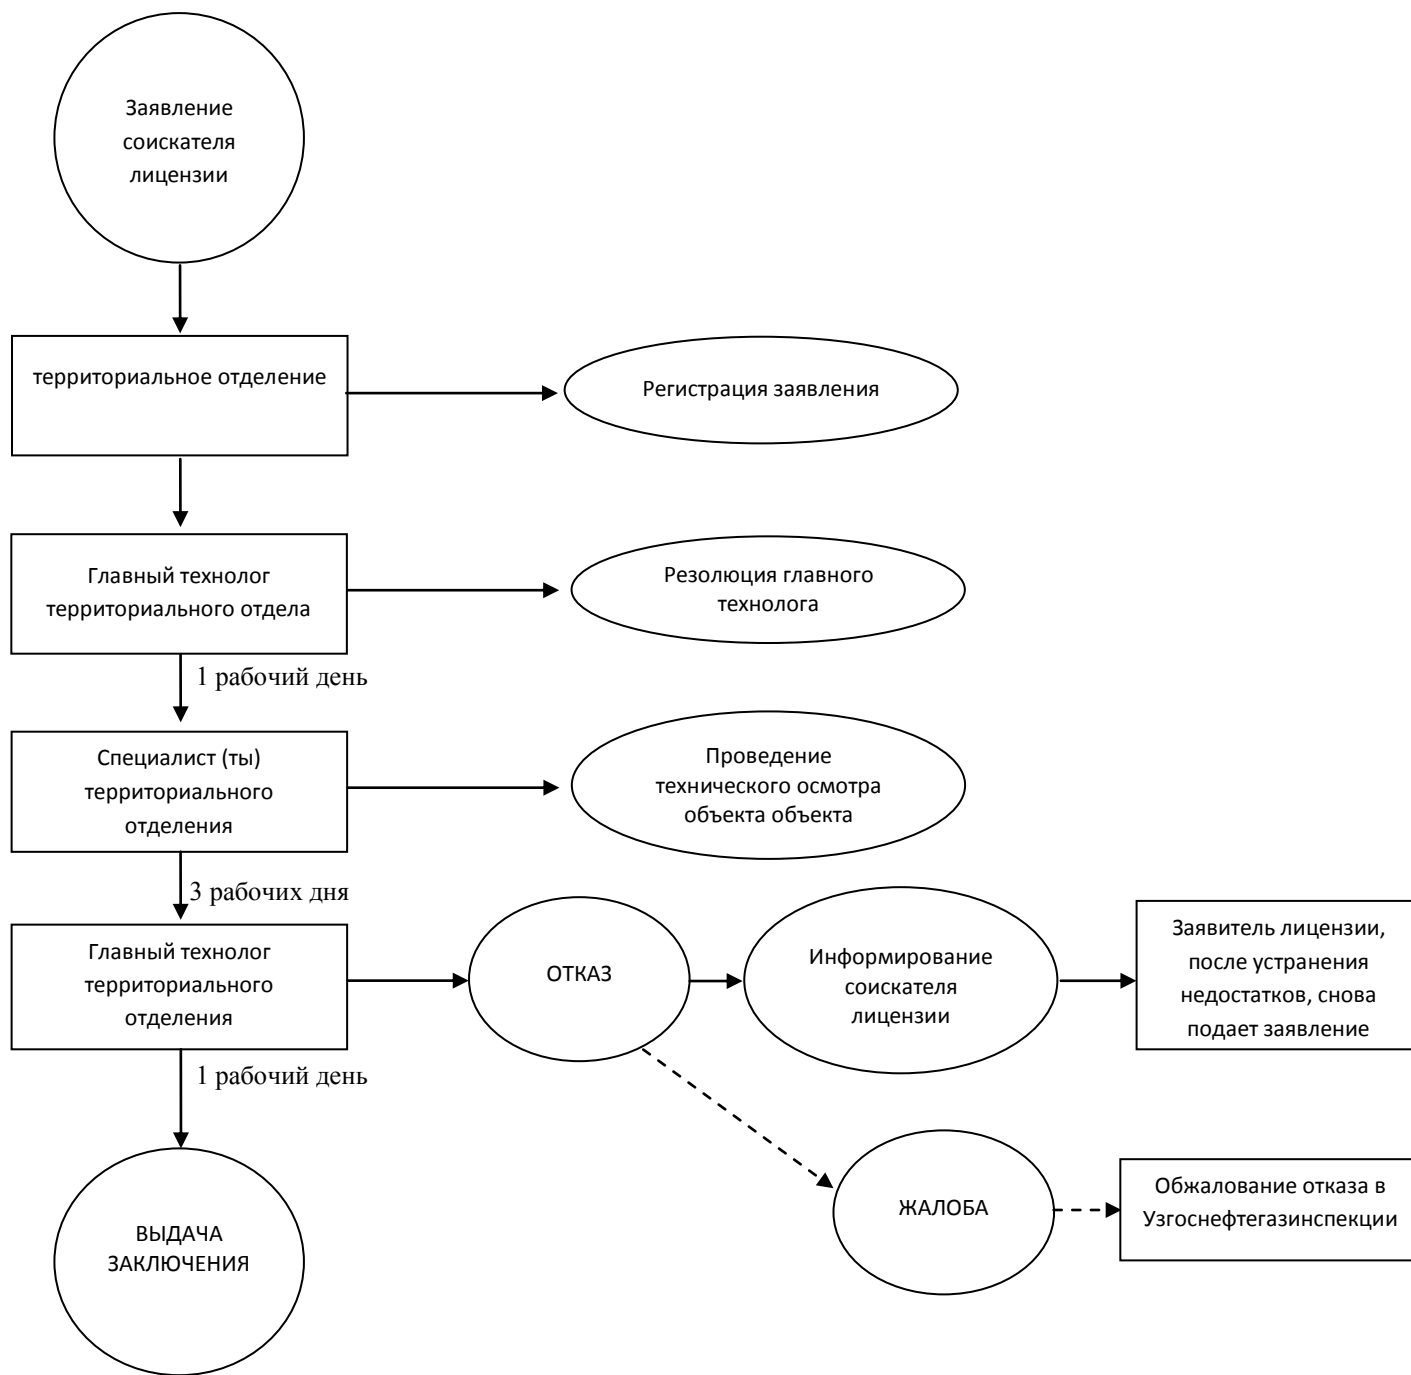 Заявление
соискателя
лицензии
территориальное отделение
Регистрация заявления
Главный технолог
территориального отдела
Резолюция главного
технолога
1 рабочий день
Специалист (ты)
территориального
отделения
Проведение
технического осмотра
объекта объекта
3 рабочих дня
Главный технолог
территориального
отделения
ОТКАЗ
Информирование
соискателя
лицензии
Заявитель лицензии,
после устранения
недостатков, снова
подает заявление
1 рабочий день
ЖАЛОБА
Обжалование отказа в
Узгоснефтегазинспекции
ВЫДАЧА
ЗАКЛЮЧЕНИЯ